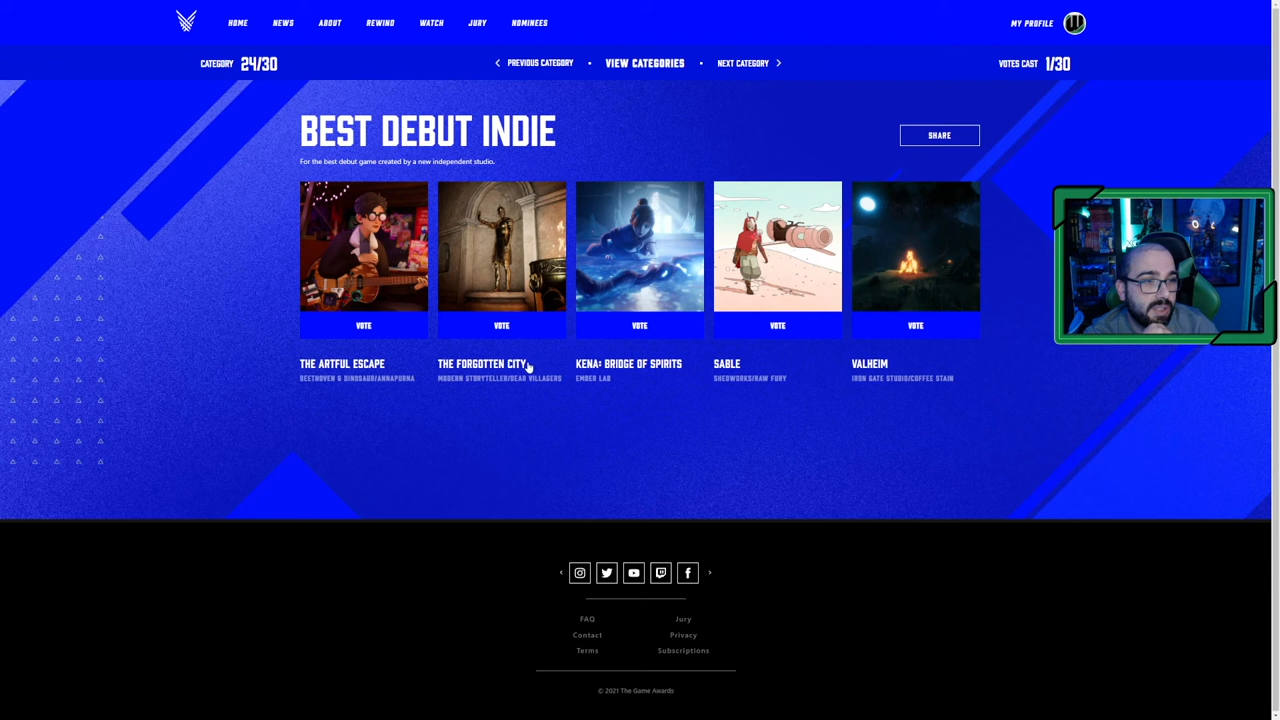 HOME NEWS ABOUT REWIND WATCH JURY NOMINEES MY PROFILE
CATEGORY 24/30 PREVIOUS CATEGORY • VIEW CATEGORIES • NEXT CATEGORY VOTES CAST 1/30
BEST DEBUT INDIE
SHARE
For the best debut game created by a new independent studio.
VOTE VOTE VOTE VOTE VOTE
THE ARTFUL ESCAPE THE FORGOTTEN CITY KENA: BRIDGE OF SPIRITS SABLE VALHEIM
BEETHOVEN & DINOSAUR/ANNAPURNA MODERN STORYTELLER/DEAR VILLAGERS EMBER LAB SHEDWORKS/RAW FURY IRON GATE STUDIO/COFFEE STAIN
FAQ Jury
Contact Privacy
Terms Subscriptions
© 2021 The Game Awards